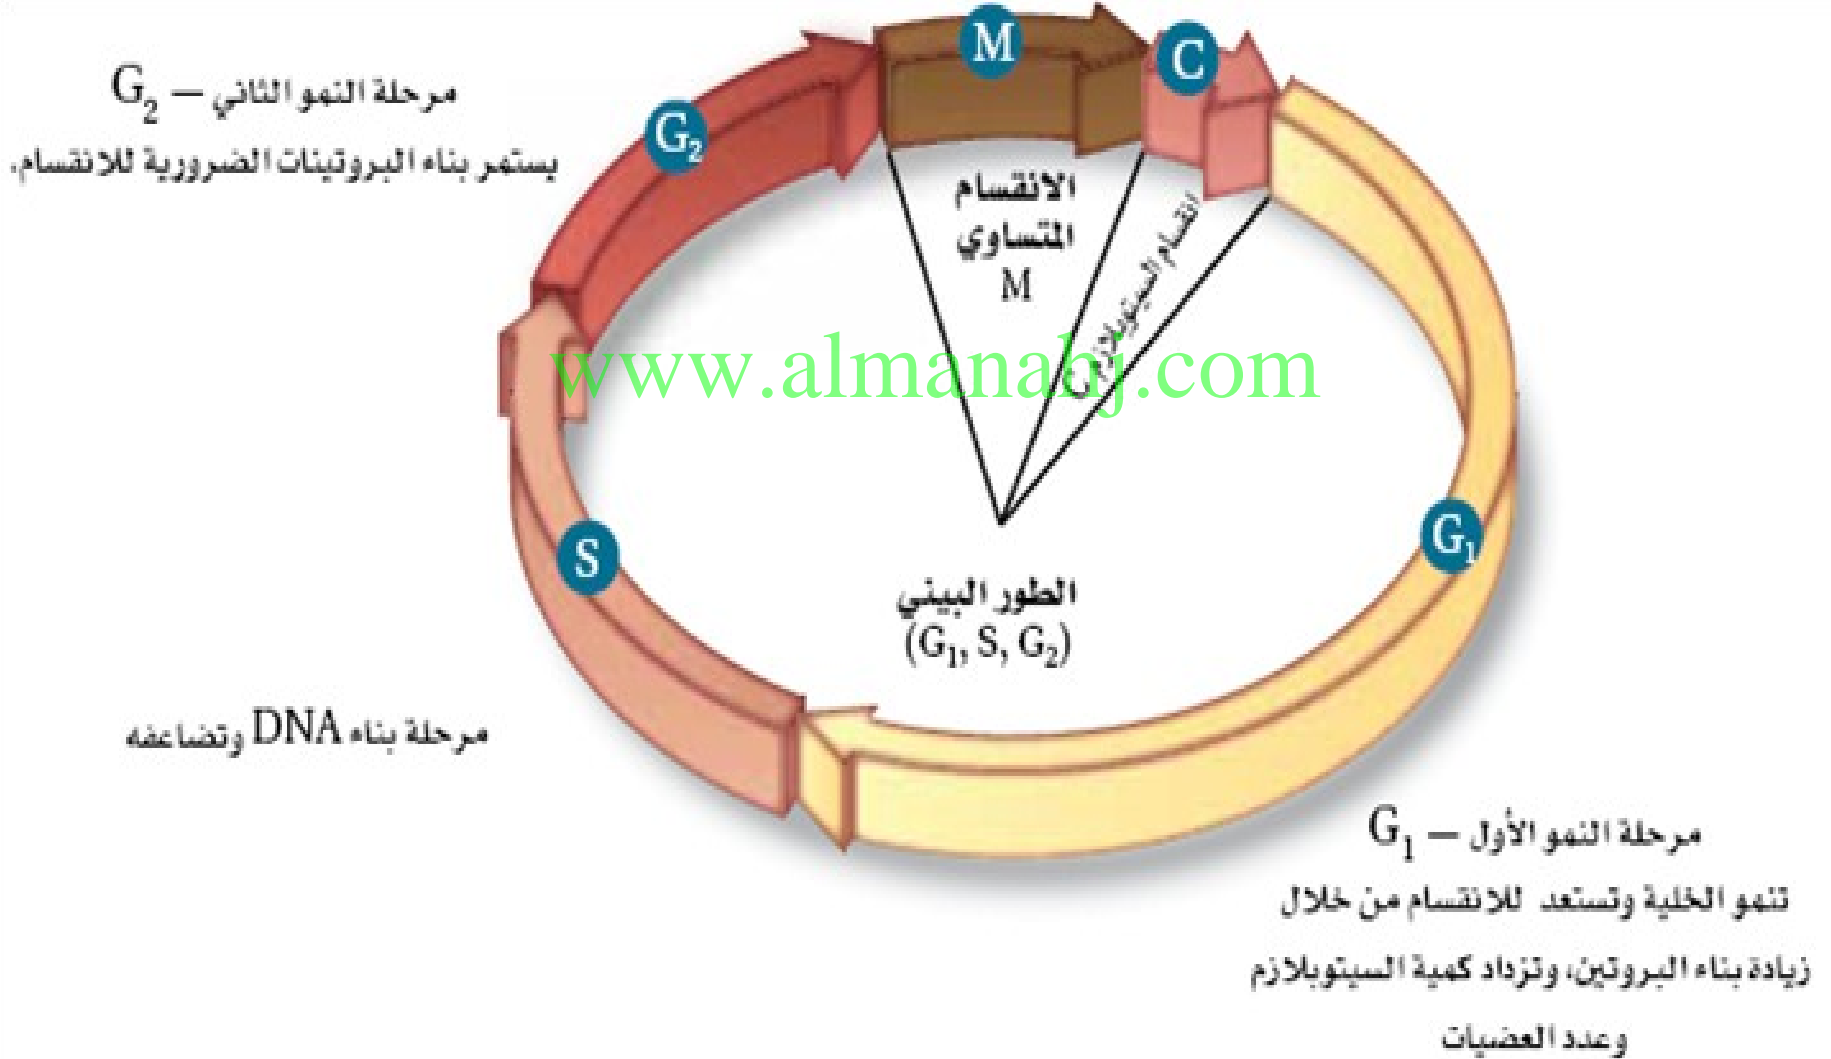 M
C
G₂
مرحلة النمو الثاني – G₂
يستمر بناء البروتينات الضرورية للانقسام.
الانقسام
المتساوي
M
انقسام السيتوبلازم C
www.almanahj.com
G₁
S
الطور البيني
(G₁, S, G₂)
مرحلة بناء DNA وتضاعفه
مرحلة النمو الأول – G₁
تنمو الخلية وتستعد للانقسام من خلال
زيادة بناء البروتين، وتزداد كمية السيتوبلازم
وعدد العضيات